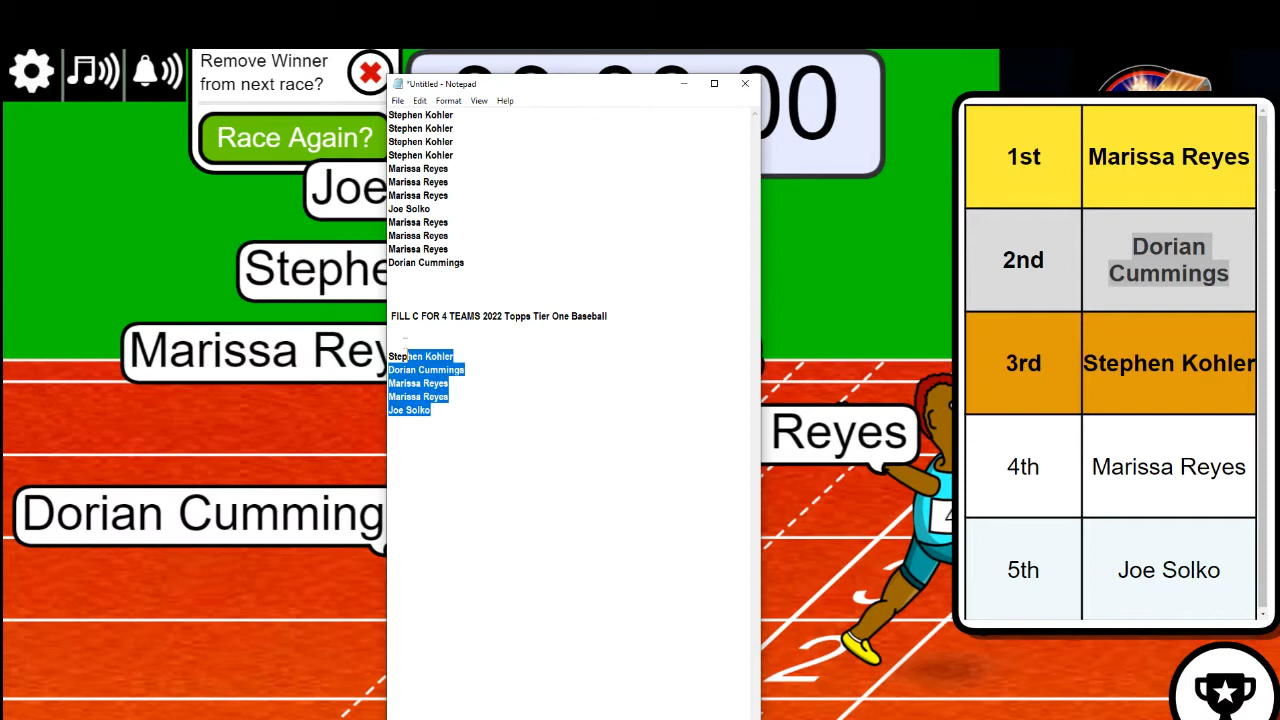 Remove Winner
from next race?
Race Again?
Joe
Stephe
Marissa Rey
Dorian Cumming
*Untitled - Notepad
File Edit Format View Help
Stephen Kohler
Stephen Kohler
Stephen Kohler
Stephen Kohler
Marissa Reyes
Marissa Reyes
Marissa Reyes
Joe Solko
Marissa Reyes
Marissa Reyes
Marissa Reyes
Dorian Cummings
FILL C FOR 4 TEAMS 2022 Topps Tier One Baseball
Stephen Kohler
Dorian Cummings
Marissa Reyes
Marissa Reyes
Joe Solko
00
Reyes
4
2
1st Marissa Reyes
2nd Dorian
Cummings
3rd Stephen Kohler
4th Marissa Reyes
5th Joe Solko